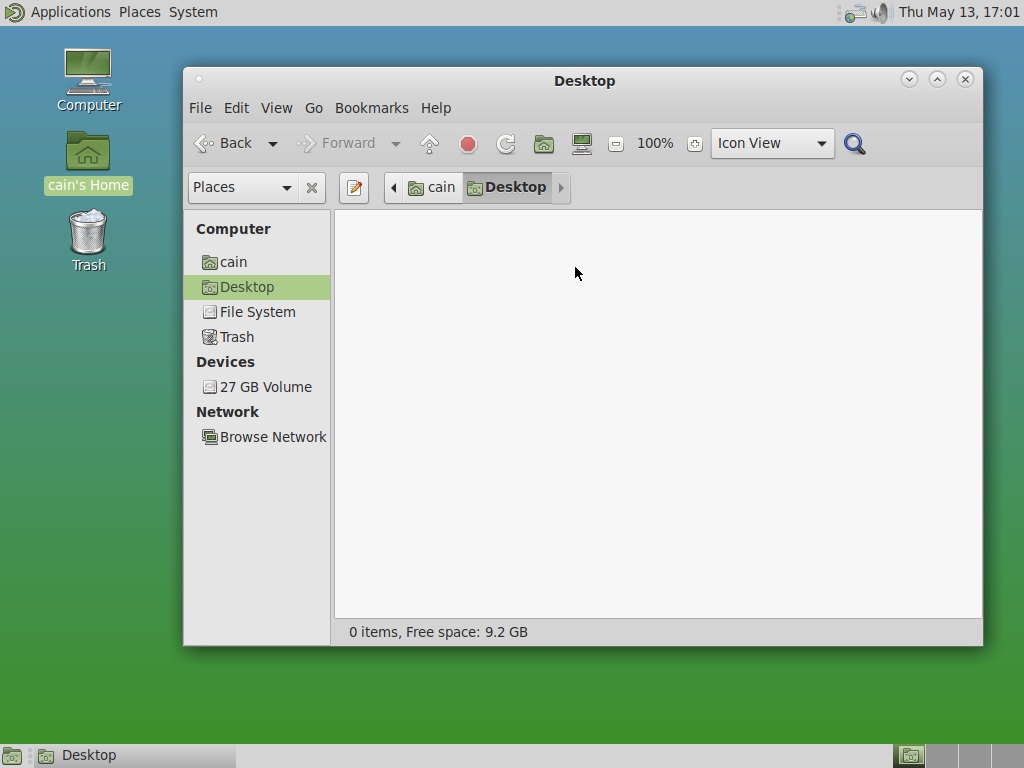 Applications Places System
Thu May 13, 17:01
Computer
cain's Home
Trash
Desktop
File Edit View Go Bookmarks Help
Back Forward 100% Icon View
Places cain Desktop
Computer
cain
Desktop
File System
Trash
Devices
27 GB Volume
Network
Browse Network
0 items, Free space: 9.2 GB
Desktop